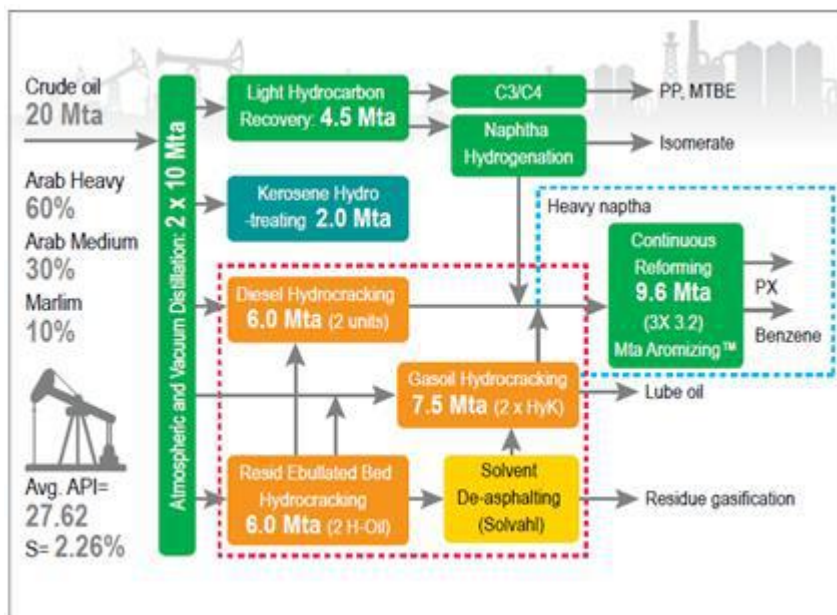 Crude oil
20 Mta
Arab Heavy
60%
Arab Medium
30%
Marlim
10%
Avg. API=
27.62
S= 2.26%
Atmospheric and Vacuum Distillation: 2 x 10 Mta
Light Hydrocarbon
Recovery: 4.5 Mta
C3/C4
PP, MTBE
Naphtha
Hydrogenation
Isomerate
Kerosene Hydro
-treating 2.0 Mta
Heavy naptha
Continuous
Reforming
9.6 Mta
(3X 3.2)
Mta Aromizing™
PX
Benzene
Diesel Hydrocracking
6.0 Mta (2 units)
Gasoil Hydrocracking
7.5 Mta (2 x HyK)
Lube oil
Resid Ebullated Bed
Hydrocracking
6.0 Mta (2 H-Oil)
Solvent
De-asphalting
(Solvahl)
Residue gasification